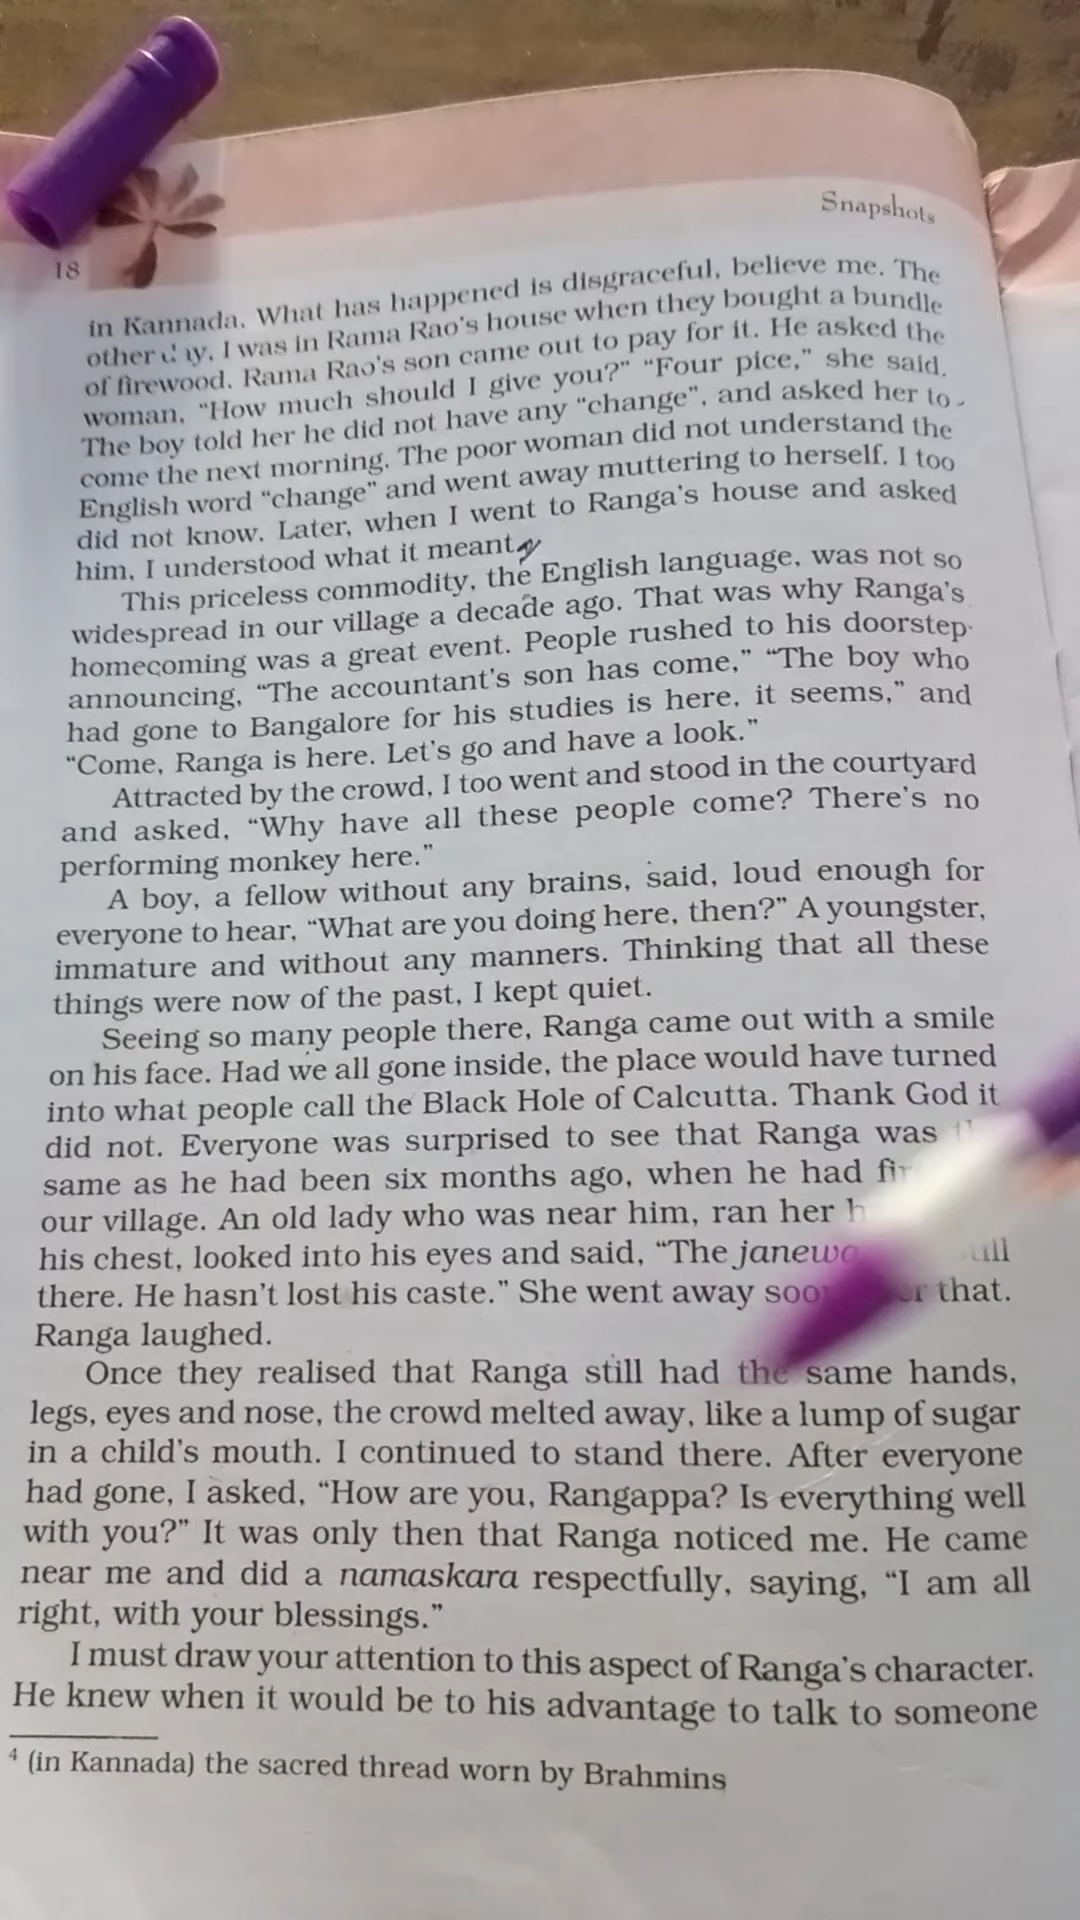 Snapshots
18
in Kannada. What has happened is disgraceful, believe me. The
other day, I was in Rama Rao's house when they bought a bundle
of firewood. Rama Rao's son came out to pay for it. He asked the
woman, “How much should I give you?” “Four pice,” she said.
The boy told her he did not have any “change”, and asked her to
come the next morning. The poor woman did not understand the
English word “change” and went away muttering to herself. I too
did not know. Later, when I went to Ranga's house and asked
him, I understood what it meant.
This priceless commodity, the English language, was not so
widespread in our village a decade ago. That was why Ranga's
homecoming was a great event. People rushed to his doorstep
announcing, “The accountant's son has come,” “The boy who
had gone to Bangalore for his studies is here, it seems,” and
“Come, Ranga is here. Let's go and have a look.”
Attracted by the crowd, I too went and stood in the courtyard
and asked, “Why have all these people come? There's no
performing monkey here.”
A boy, a fellow without any brains, said, loud enough for
everyone to hear, “What are you doing here, then?” A youngster,
immature and without any manners. Thinking that all these
things were now of the past, I kept quiet.
Seeing so many people there, Ranga came out with a smile
on his face. Had we all gone inside, the place would have turned
into what people call the Black Hole of Calcutta. Thank God it
did not. Everyone was surprised to see that Ranga was
same as he had been six months ago, when he had
our village. An old lady who was near him, ran her
his chest, looked into his eyes and said, “The
there. He hasn't lost his caste.” She went away that.
Ranga laughed.
Once they realised that Ranga still had the same hands,
legs, eyes and nose, the crowd melted away, like a lump of sugar
in a child's mouth. I continued to stand there. After everyone
had gone, I asked, “How are you, Rangappa? Is everything well
with you?” It was only then that Ranga noticed me. He came
near me and did a namaskara respectfully, saying, “I am all
right, with your blessings.”
I must draw your attention to this aspect of Ranga's character.
He knew when it would be to his advantage to talk to someone
4 (in Kannada) the sacred thread worn by Brahmins